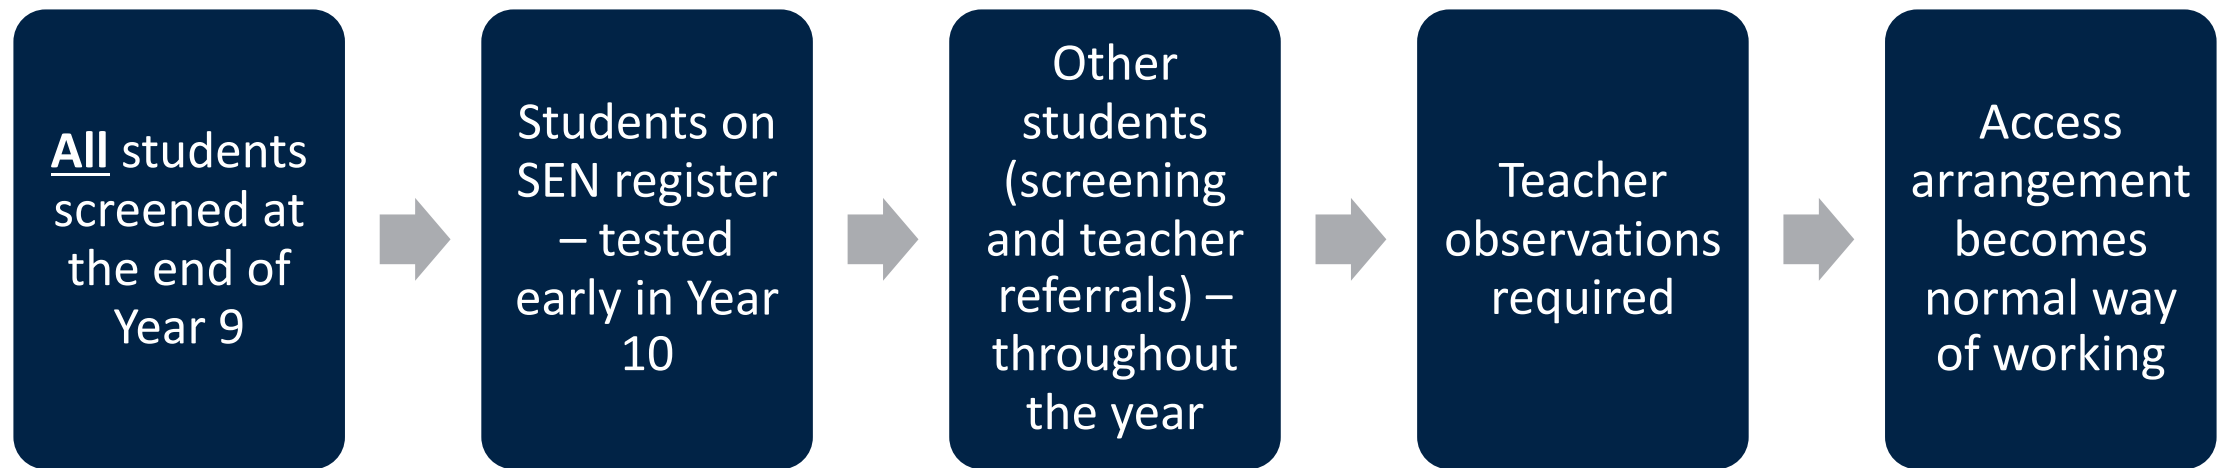 All students
screened at
the end of
Year 9
Students on
SEN register
– tested
early in Year
10
Other
students
(screening
and teacher
referrals) –
throughout
the year
Teacher
observations
required
Access
arrangement
becomes
normal way
of working